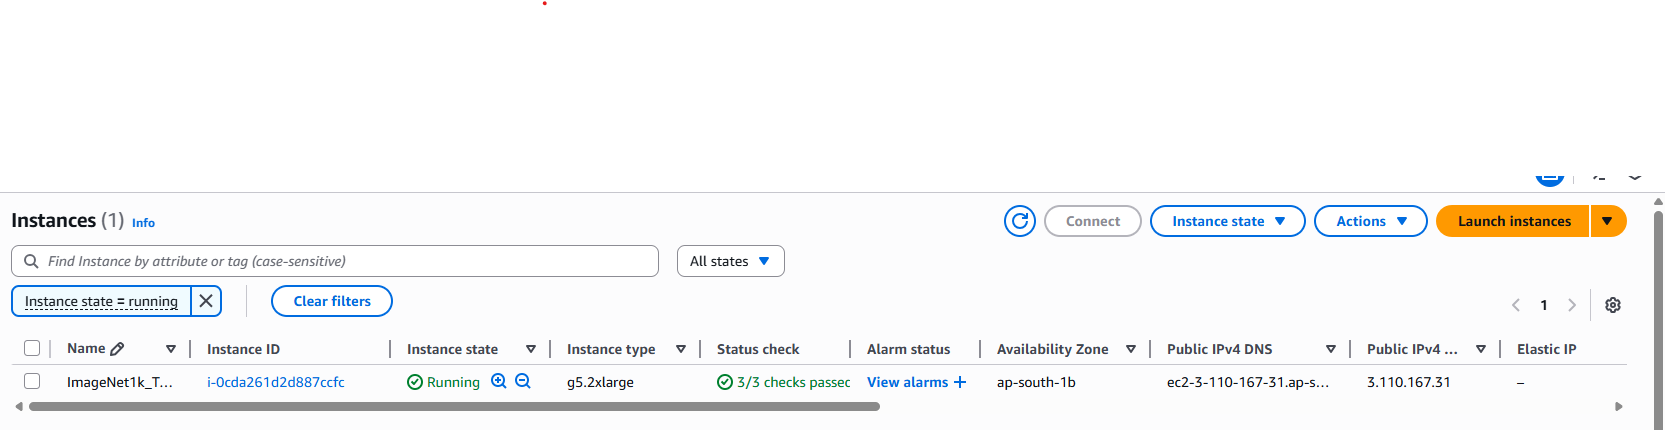 Instances (1) Info
Connect
Instance state
Actions
Launch instances
Find Instance by attribute or tag (case-sensitive)
All states
Instance state = running
Clear filters
1
Name Instance ID Instance state Instance type Status check Alarm status Availability Zone Public IPv4 DNS Public IPv4 ... Elastic IP
ImageNet1k_T... i-0cda261d2d887ccfc Running g5.2xlarge 3/3 checks passec View alarms + ap-south-1b ec2-3-110-167-31.ap-s... 3.110.167.31 –